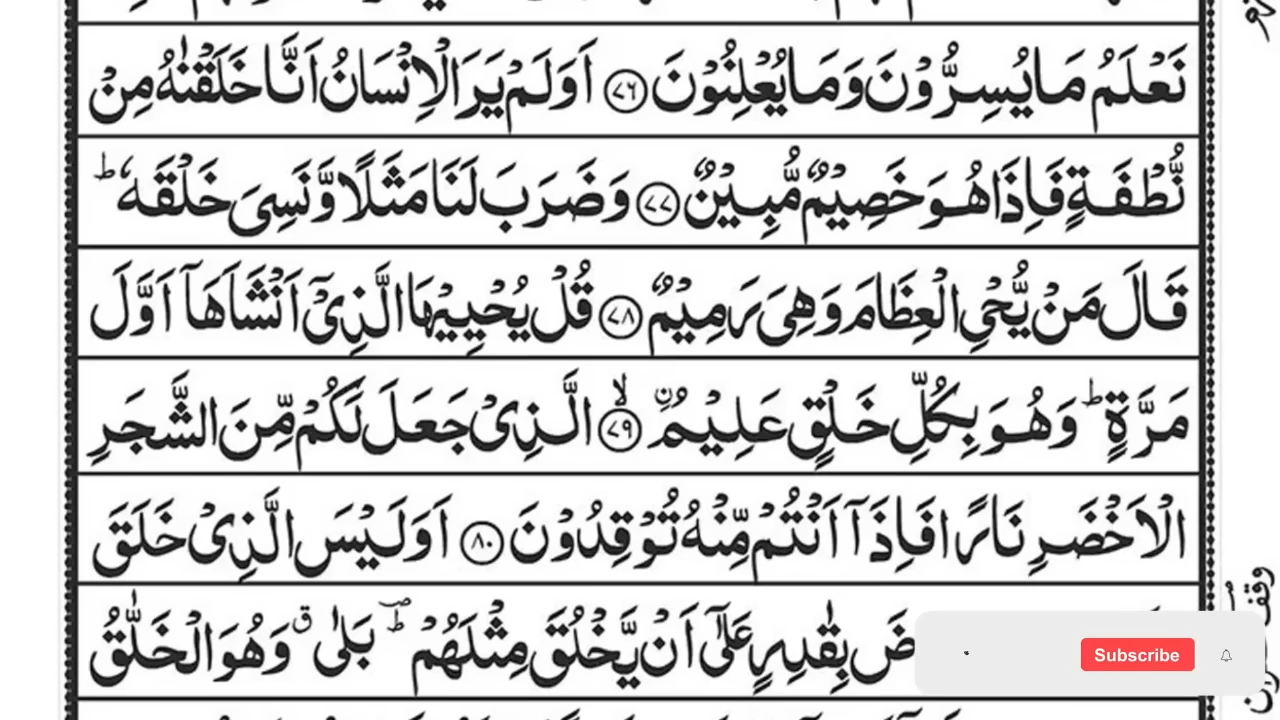 نَعْلَمُ مَا يُسِرُّوْنَ وَمَا يُعْلِنُوْنَ ﴿۷۶﴾ اَوَلَمْ يَرَ الْاِنْسَانُ اَنَّا خَلَقْنٰهُ مِنْ
نُّطْفَةٍ فَاِذَا هُوَ خَصِيْمٌ مُّبِيْنٌ ﴿۷۷﴾ وَضَرَبَ لَنَا مَثَلًا وَّنَسِىَ خَلْقَهٗ ؕ
قَالَ مَنْ يُّحْىِ الْعِظَامَ وَهِىَ رَمِيْمٌ ﴿۷۸﴾ قُلْ يُحْيِيْهَا الَّذِىْۤ اَنْشَاَهَاۤ اَوَّلَ
مَرَّةٍ ؕ وَهُوَ بِكُلِّ خَلْقٍ عَلِيْمُ ۨ ۙ ﴿۷۹﴾ الَّذِىْ جَعَلَ لَكُمْ مِّنَ الشَّجَرِ
الْاَخْضَرِ نَارًا فَاِذَاۤ اَنْتُمْ مِّنْهُ تُوْقِدُوْنَ ﴿۸۰﴾ اَوَلَيْسَ الَّذِىْ خَلَقَ
ضَ بِقٰدِرٍ عَلٰٓى اَنْ يَّخْلُقَ مِثْلَهُمْ ؕ ؔ بَلٰى ق وَهُوَ الْخَلّٰقُ
Subscribe